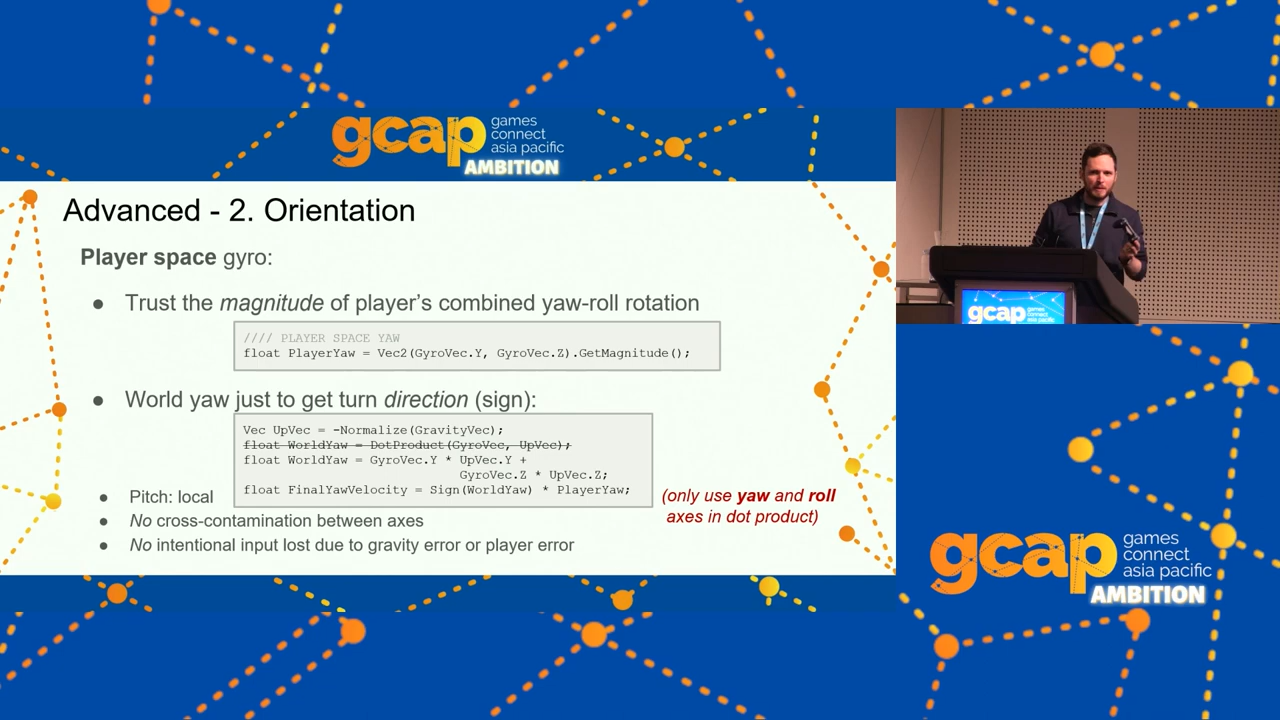 gcap games
connect
asia pacific
AMBITION
Advanced - 2. Orientation
Player space gyro:
● Trust the magnitude of player's combined yaw-roll rotation
//// PLAYER SPACE YAW
float PlayerYaw = Vec2(GyroVec.Y, GyroVec.Z).GetMagnitude();
● World yaw just to get turn direction (sign):
Vec UpVec = -Normalize(GravityVec);
float WorldYaw = DotProduct(GyroVec, UpVec);
float WorldYaw = GyroVec.Y * UpVec.Y +
GyroVec.Z * UpVec.Z;
float FinalYawVelocity = Sign(WorldYaw) * PlayerYaw;
(only use yaw and roll
axes in dot product)
● Pitch: local
● No cross-contamination between axes
● No intentional input lost due to gravity error or player error
gcap games
connect
asia pacific
gcap games
connect
asia pacific
AMBITION